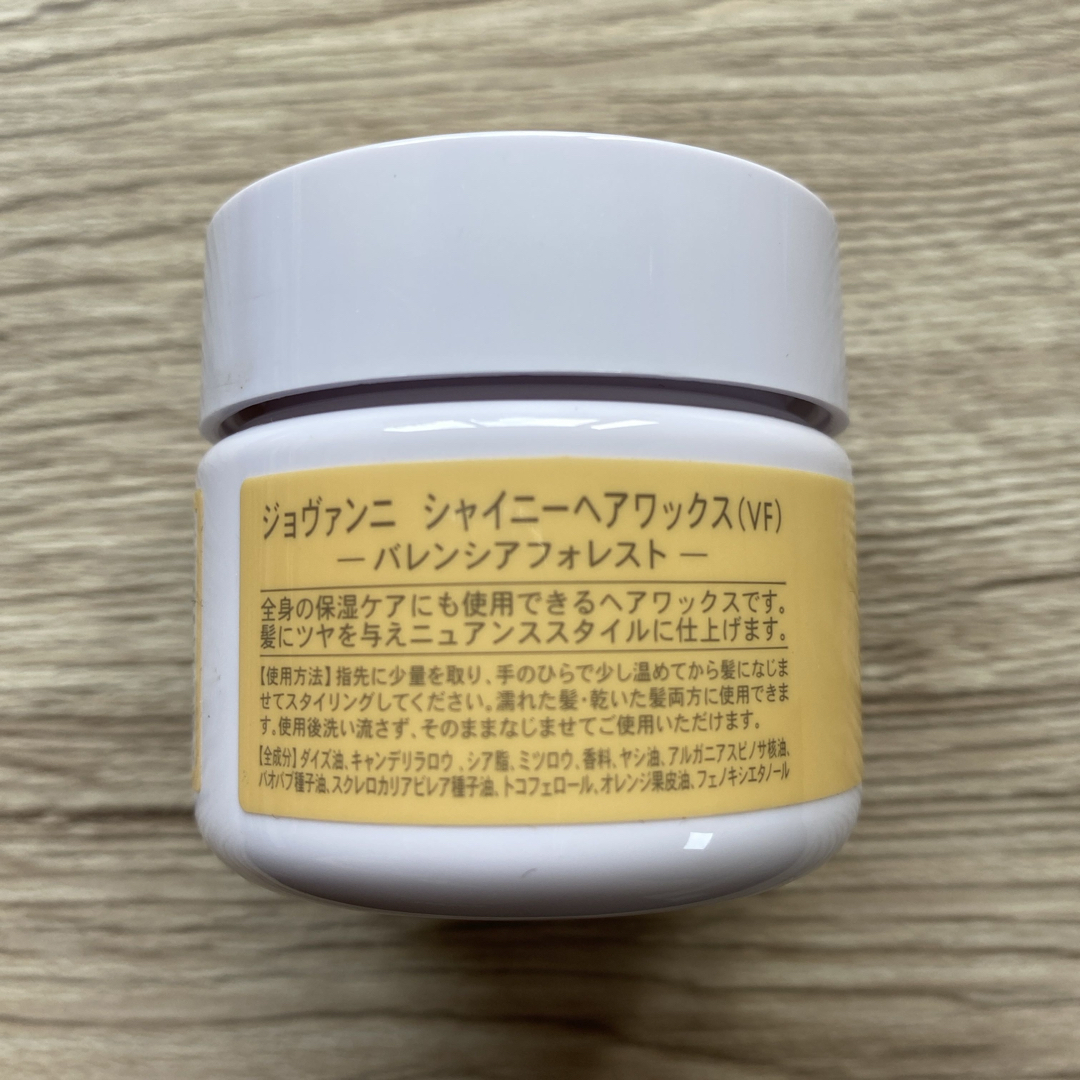 ジョヴァンニ シャイニーヘアワックス(VF)
― バレンシアフォレスト ―
全身の保湿ケアにも使用できるヘアワックスです。
髪にツヤを与えニュアンススタイルに仕上げます。
【使用方法】指先に少量を取り、手のひらで少し温めてから髪になじま
せてスタイリングしてください。濡れた髪・乾いた髪両方に使用できま
す。使用後洗い流さず、そのままなじませてご使用いただけます。
【全成分】ダイズ油、キャンデリラロウ 、シア脂、ミツロウ、香料、ヤシ油、アルガニアスピノサ核油、
バオバブ種子油、スクレロカリアビレア種子油、トコフェロール、オレンジ果皮油、フェノキシエタノール